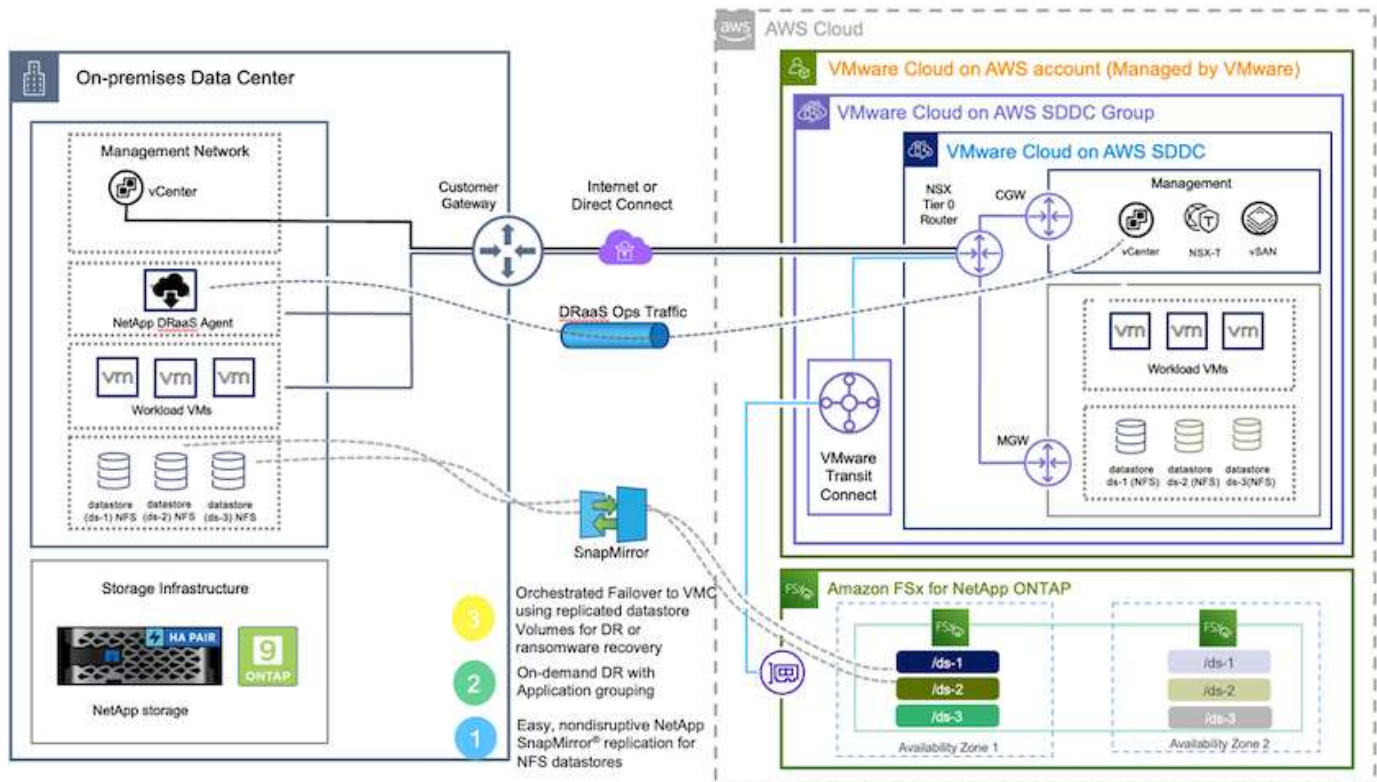 aws
AWS Cloud
On-premises Data Center
Management Network
vCenter
NetApp DRaaS Agent
vm
vm
vm
Workload VMs
datastore
(ds-1) NFS
datastore
(ds-2) NFS
datastore
(ds-3) NFS
Storage Infrastructure
HA PAIR
9
ONTAP
NetApp storage
Customer
Gateway
Internet or
Direct Connect
DRaaS Ops Traffic
SnapMirror
3
Orchestrated Failover to VMC
using replicated datastore
Volumes for DR or
ransomware recovery
2
On-demand DR with
Application grouping
1
Easy, nondisruptive NetApp
SnapMirror® replication for
NFS datastores
VMware Cloud on AWS account (Managed by VMware)
VMware Cloud on AWS SDDC Group
VMware Cloud on AWS SDDC
NSX
Tier 0
Router
CGW
Management
vCenter
T
NSX-T
vSAN
vm
vm
vm
Workload VMs
MGW
datastore
ds-1 (NFS)
datastore
ds-2 (NFS)
datastore
ds-3(NFS)
VMware
Transit
Connect
FSx
Amazon FSx for NetApp ONTAP
FSx
/ds-1
/ds-2
/ds-3
Availability Zone 1
FSx
/ds-1
/ds-2
/ds-3
Availability Zone 2